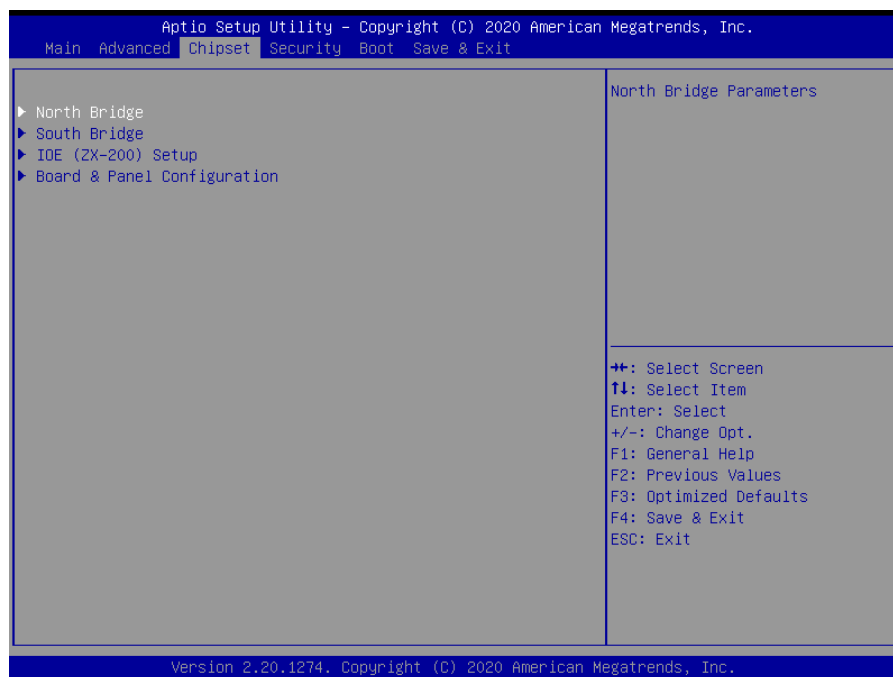 Aptio Setup Utility – Copyright (C) 2020 American Megatrends, Inc.
Main Advanced Chipset Security Boot Save & Exit
North Bridge Parameters
▶ North Bridge
▶ South Bridge
▶ IOE (ZX-200) Setup
▶ Board & Panel Configuration
→←: Select Screen
↑↓: Select Item
Enter: Select
+/-: Change Opt.
F1: General Help
F2: Previous Values
F3: Optimized Defaults
F4: Save & Exit
ESC: Exit
Version 2.20.1274. Copyright (C) 2020 American Megatrends, Inc.